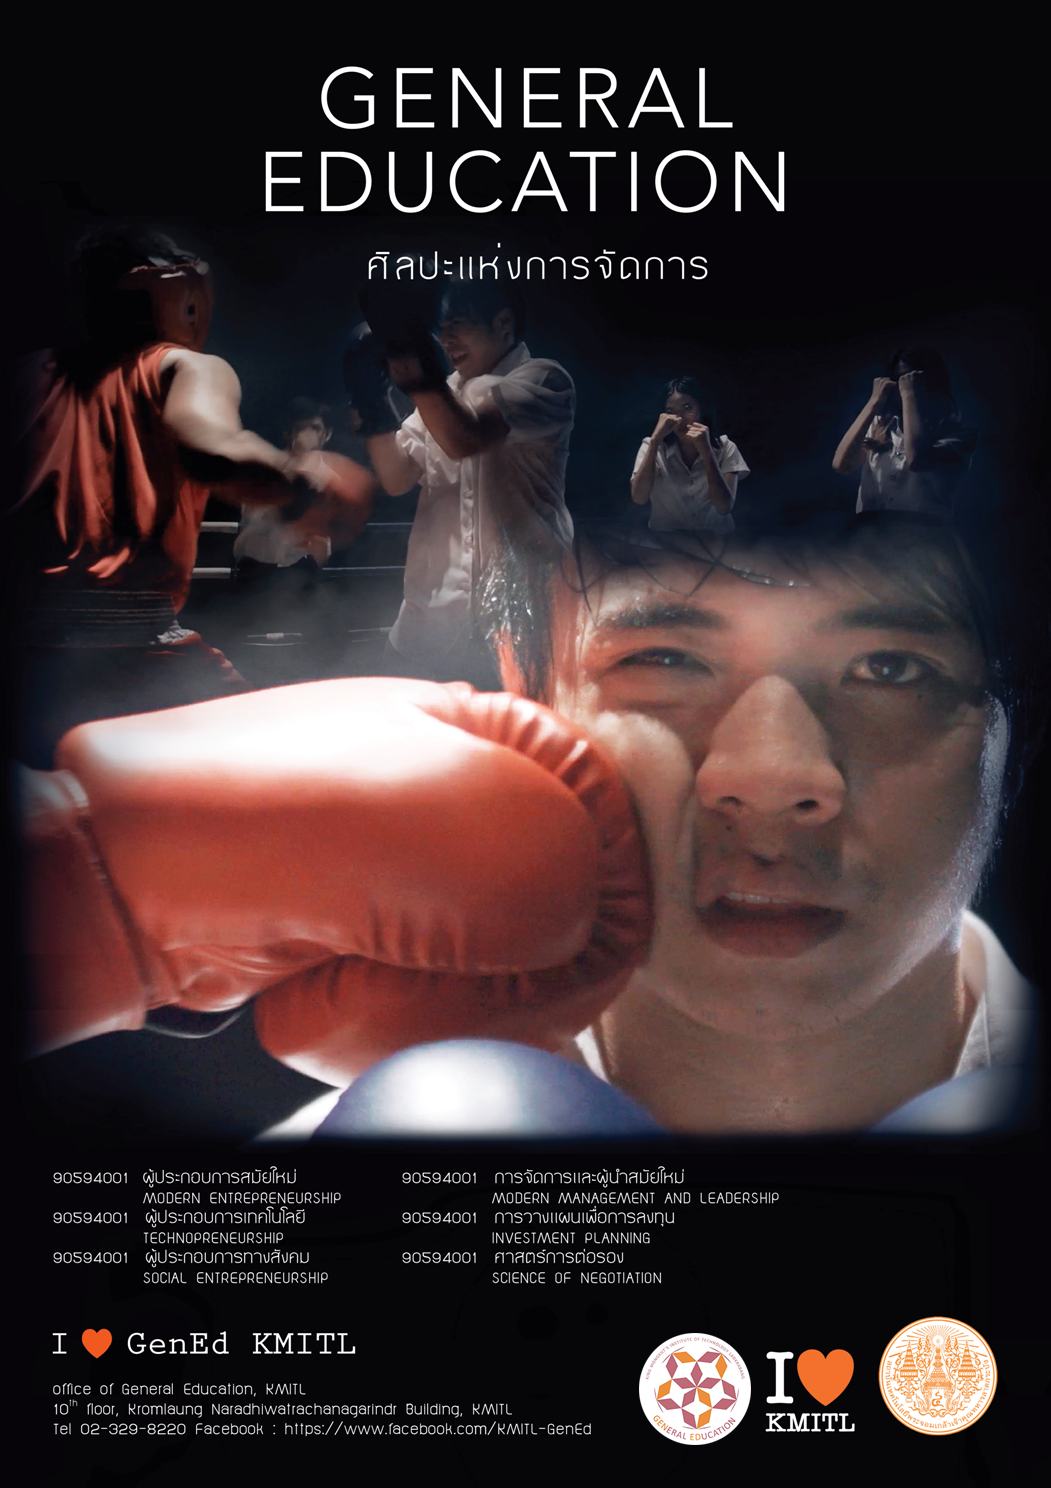 GENERAL
EDUCATION
ศิลปะแห่งการจัดการ
90594001 ผู้ประกอบการสมัยใหม่
MODERN ENTREPRENEURSHIP
90594001 ผู้ประกอบการเทคโนโลยี
TECHNOPRENEURSHIP
90594001 ผู้ประกอบการทางสังคม
SOCIAL ENTREPRENEURSHIP
90594001 การจัดการและผู้นำสมัยใหม่
MODERN MANAGEMENT AND LEADERSHIP
90594001 การวางแผนเพื่อการลงทุน
INVESTMENT PLANNING
90594001 ศาสตร์การต่อรอง
SCIENCE OF NEGOTIATION
I ❤ GenEd KMITL
office of General Education, KMITL
10th floor, Kromlaung Naradhiwatrachanagarindr Building, KMITL
Tel 02-329-8220 Facebook : https://www.facebook.com/KMITL-GenEd
KING MONGKUT'S INSTITUTE OF TECHNOLOGY LADKRABANG
GENERAL EDUCATION
I ❤
KMITL